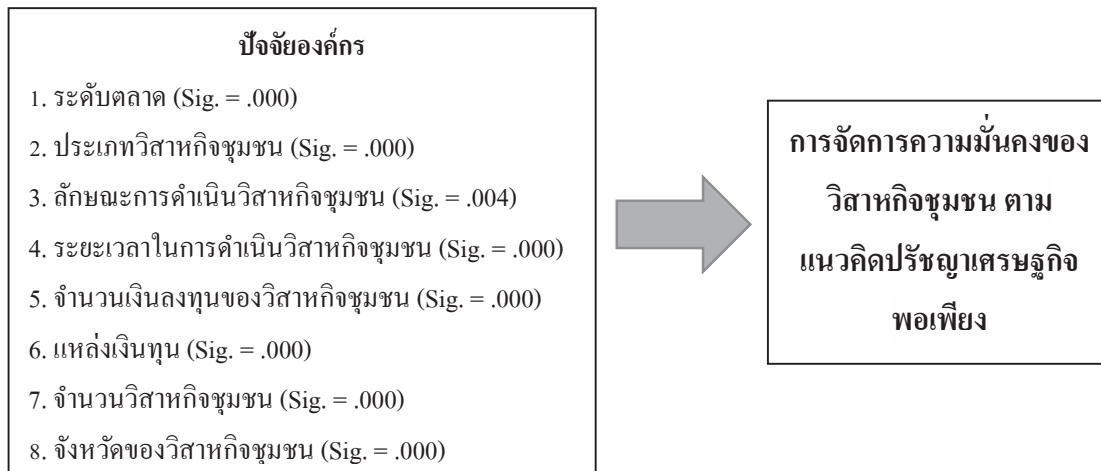 ปัจจัยองค์กร
1. ระดับตลาด (Sig. = .000)
2. ประเภทวิสาหกิจชุมชน (Sig. = .000)
3. ลักษณะการดำเนินวิสาหกิจชุมชน (Sig. = .004)
4. ระยะเวลาในการดำเนินวิสาหกิจชุมชน (Sig. = .000)
5. จำนวนเงินลงทุนของวิสาหกิจชุมชน (Sig. = .000)
6. แหล่งเงินทุน (Sig. = .000)
7. จำนวนวิสาหกิจชุมชน (Sig. = .000)
8. จังหวัดของวิสาหกิจชุมชน (Sig. = .000)
การจัดการความมั่นคงของ
วิสาหกิจชุมชน ตาม
แนวคิดปรัชญาเศรษฐกิจ
พอเพียง